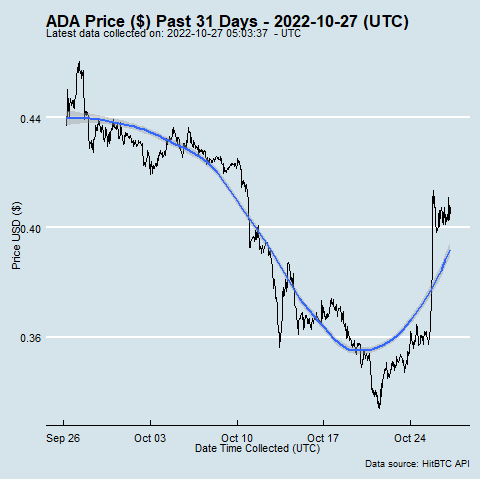 ADA Price ($) Past 31 Days - 2022-10-27 (UTC)
Latest data collected on: 2022-10-27 05:03:37  - UTC
0.44
0.40
0.36
Price USD ($)
Sep 26
Oct 03
Oct 10
Oct 17
Oct 24
Date Time Collected (UTC)
Data source: HitBTC API